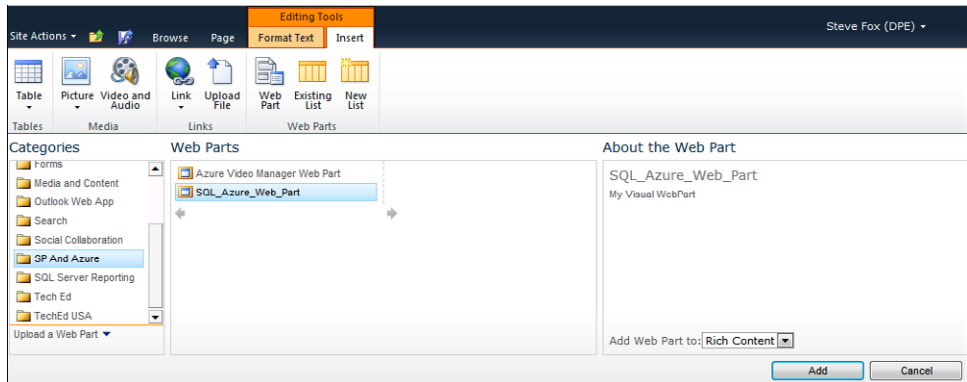 Editing Tools
Steve Fox (DPE)
Site Actions Browse Page Format Text Insert
Table Picture Video and Audio Link Upload File Web Part Existing List New List
Tables Media Links Web Parts
Categories Web Parts About the Web Part
Forms
Media and Content
Outlook Web App
Search
Social Collaboration
SP And Azure
SQL Server Reporting
Tech Ed
TechEd USA
Upload a Web Part
Azure Video Manager Web Part
SQL_Azure_Web_Part
SQL_Azure_Web_Part
My Visual WebPart
Add Web Part to: Rich Content
Add Cancel